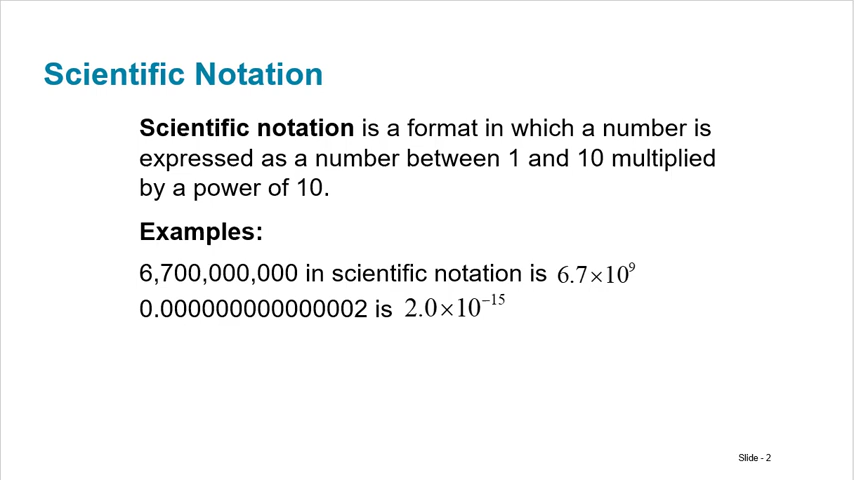 Scientific Notation
Scientific notation is a format in which a number is
expressed as a number between 1 and 10 multiplied
by a power of 10.
Examples:
6,700,000,000 in scientific notation is 6.7×10⁹
0.000000000000002 is 2.0×10⁻¹⁵
Slide - 2